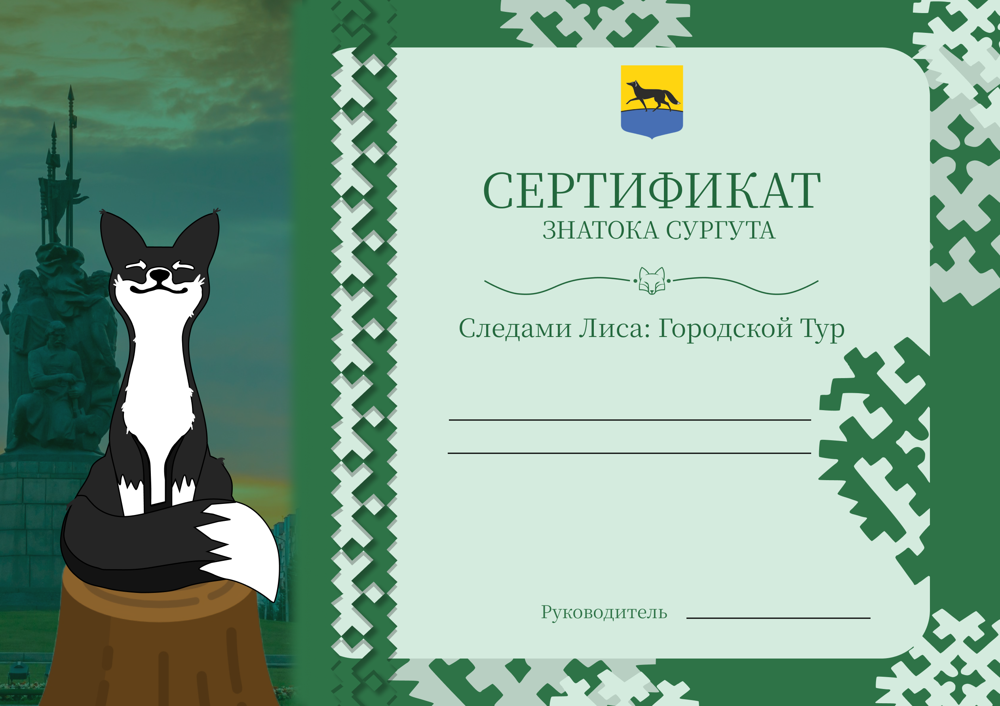 СЕРТИФИКАТ
ЗНАТОКА СУРГУТА
Следами Лиса: Городской Тур
Руководитель